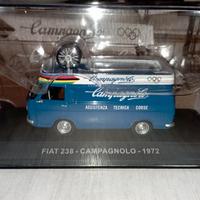 Campagnolo
Campagnolo
Campagnolo
ASSISTENZA TECNICA CORSE
FIAT 238 - CAMPAGNOLO - 1972